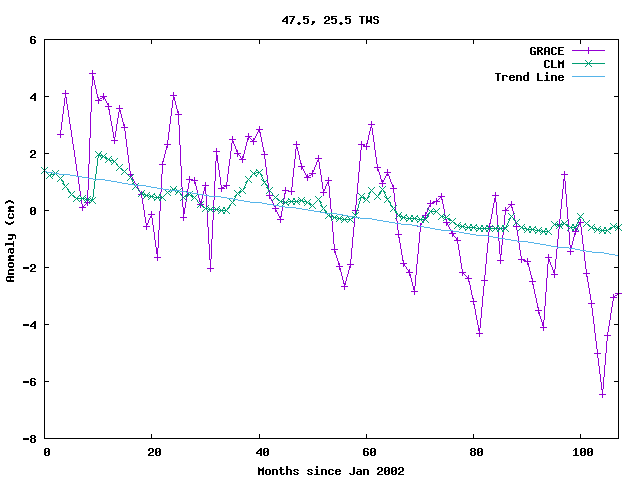 47.5, 25.5 TWS
GRACE
CLM
Trend Line
6
4
2
0
-2
-4
-6
-8
Anomaly (cm)
0 20 40 60 80 100
Months since Jan 2002